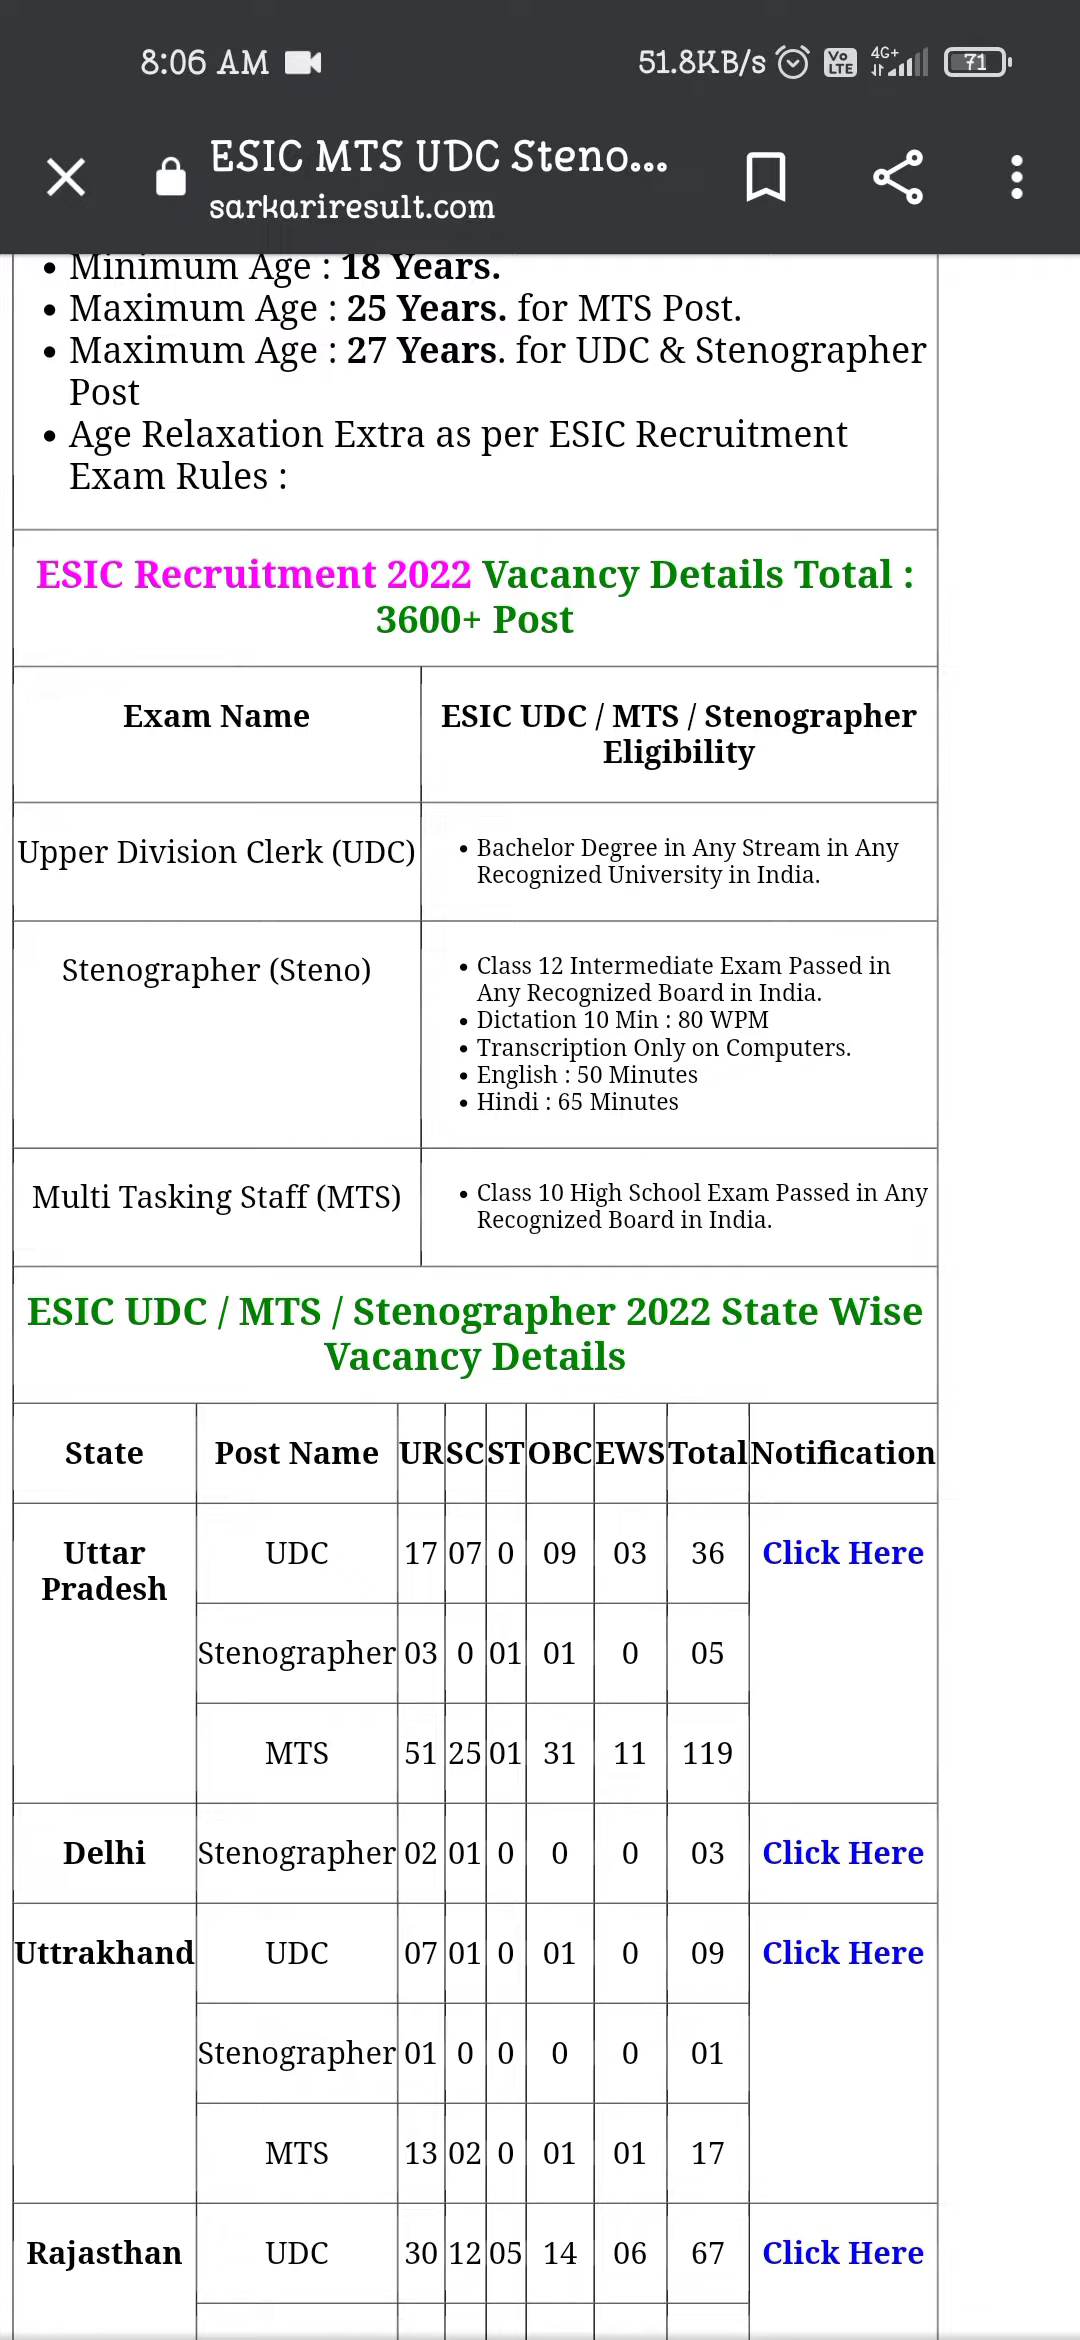 8:06 AM 51.8KB/s Vo LTE 4G+ 71
ESIC MTS UDC Steno...
sarkariresult.com
• Minimum Age : 18 Years.
• Maximum Age : 25 Years. for MTS Post.
• Maximum Age : 27 Years. for UDC & Stenographer
Post
• Age Relaxation Extra as per ESIC Recruitment
Exam Rules :
ESIC Recruitment 2022 Vacancy Details Total :
3600+ Post
Exam Name ESIC UDC / MTS / Stenographer
Eligibility
Upper Division Clerk (UDC) • Bachelor Degree in Any Stream in Any
Recognized University in India.
Stenographer (Steno) • Class 12 Intermediate Exam Passed in
Any Recognized Board in India.
• Dictation 10 Min : 80 WPM
• Transcription Only on Computers.
• English : 50 Minutes
• Hindi : 65 Minutes
Multi Tasking Staff (MTS) • Class 10 High School Exam Passed in Any
Recognized Board in India.
ESIC UDC / MTS / Stenographer 2022 State Wise
Vacancy Details
State Post Name UR SC ST OBC EWS Total Notification
Uttar UDC 17 07 0 09 03 36 Click Here
Pradesh
Stenographer 03 0 01 01 0 05
MTS 51 25 01 31 11 119
Delhi Stenographer 02 01 0 0 0 03 Click Here
Uttrakhand UDC 07 01 0 01 0 09 Click Here
Stenographer 01 0 0 0 0 01
MTS 13 02 0 01 01 17
Rajasthan UDC 30 12 05 14 06 67 Click Here